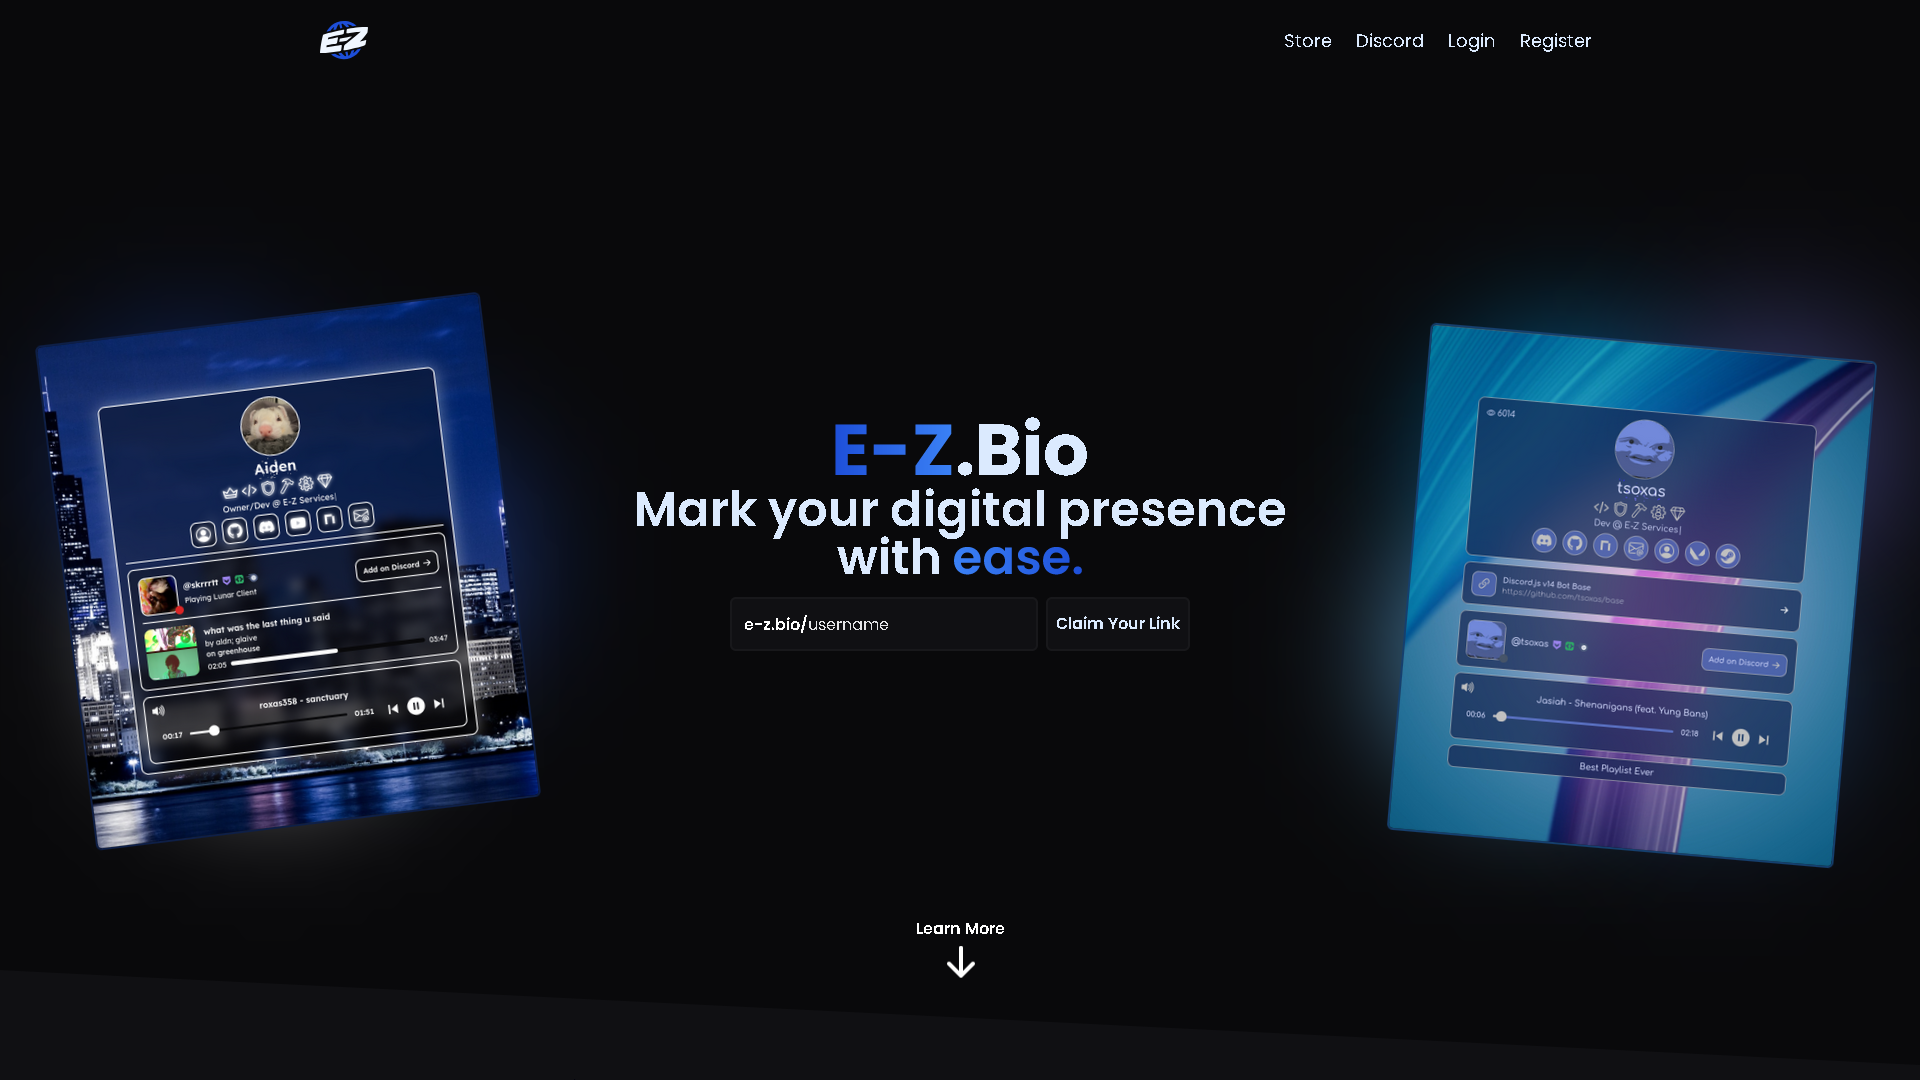 E-Z
Store
Discord
Login
Register
Aiden
Owner/Dev @ E-Z Services|
@skrrrtt
Playing Lunar Client
Add on Discord
what was the last thing u said
by aldn; glaive
on greenhouse
02:05
03:47
roxas358 - sanctuary
00:17
01:51
E-Z.Bio
Mark your digital presence
with ease.
e-z.bio/username
Claim Your Link
Learn More
6014
tsoxas
Dev @ E-Z Services|
Discord.js v14 Bot Base
https://github.com/tsoxas/base
@tsoxas
Add on Discord
Jasiah - Shenanigans (feat. Yung Bans)
00:06
02:18
Best Playlist Ever